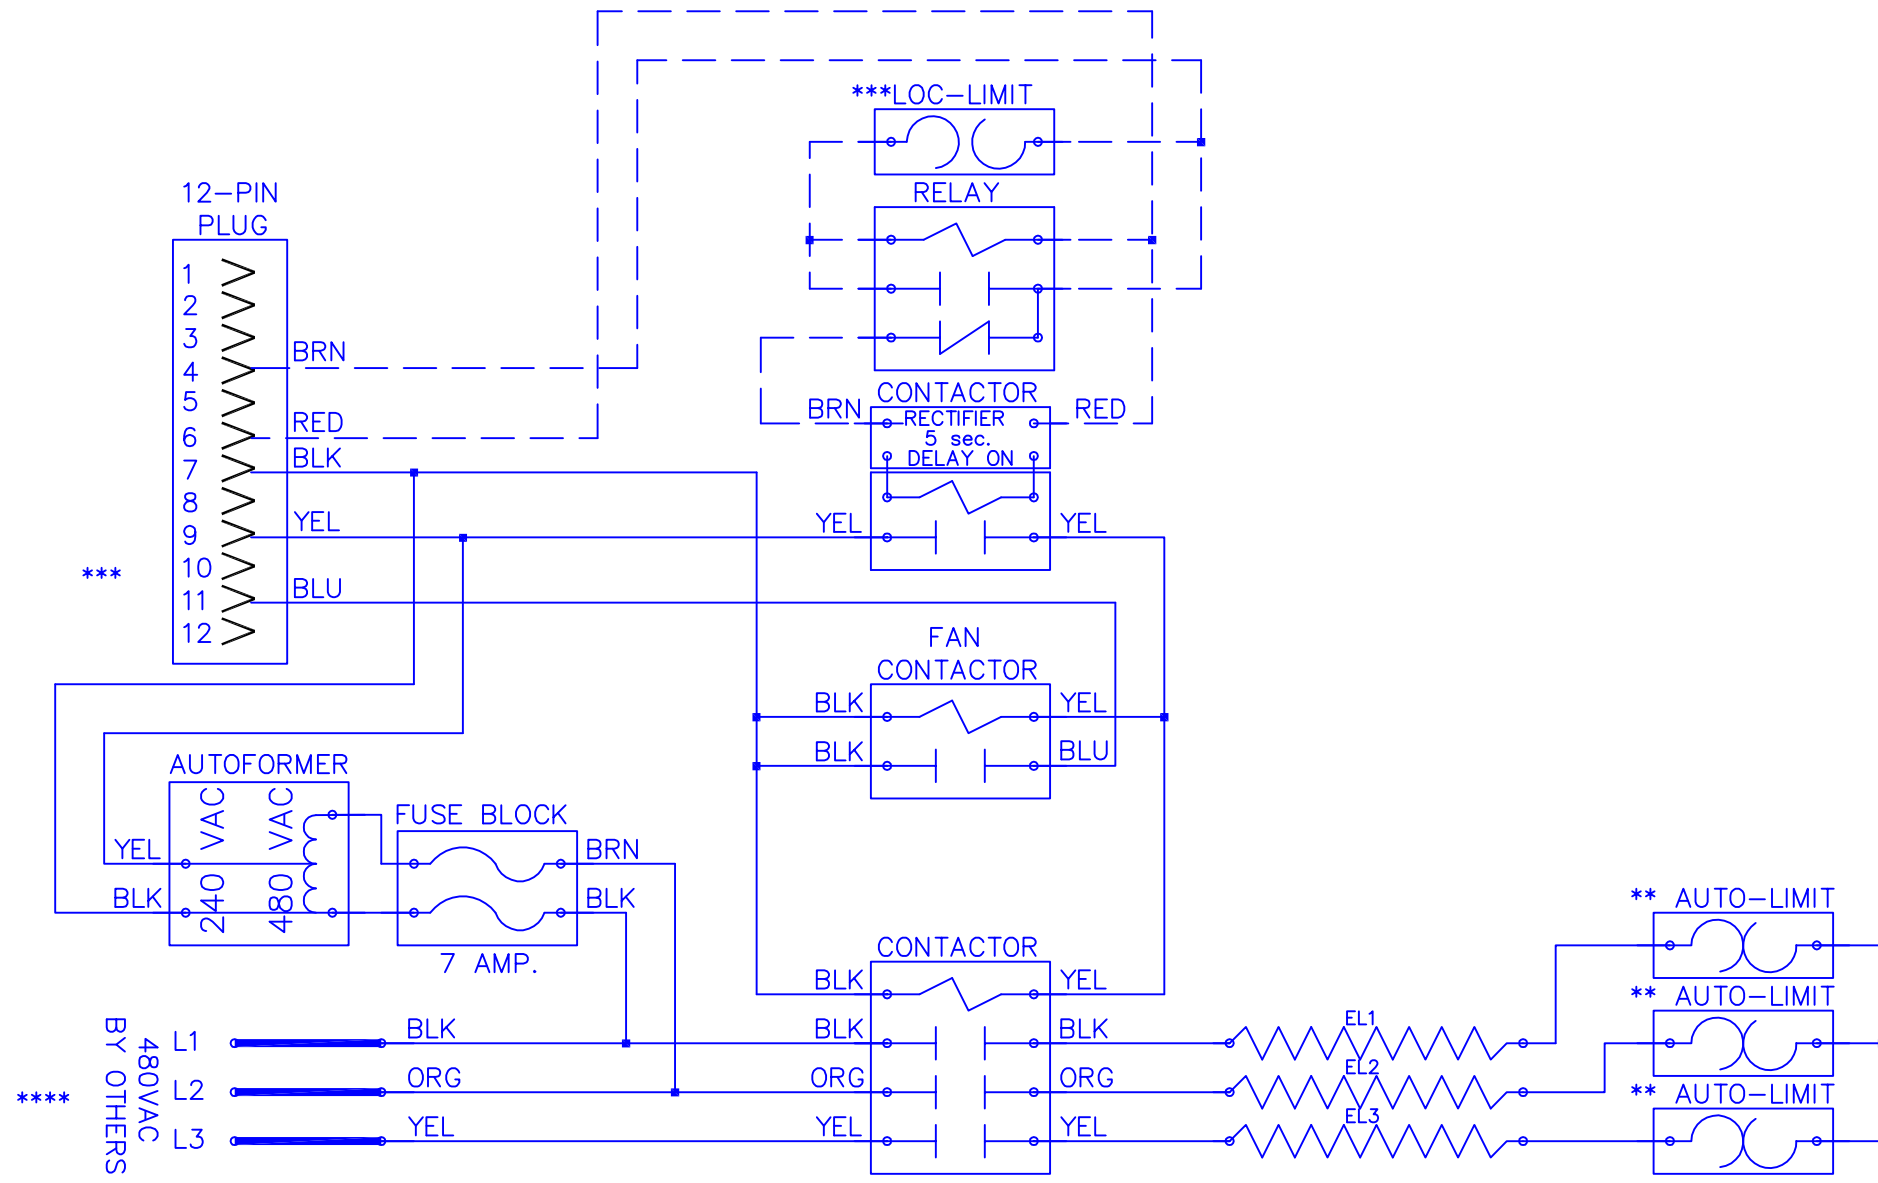 ***LOC-LIMIT
12-PIN
PLUG
RELAY
1
2
3
4
5
6
7
8
9
10
11
12
***
BRN
RED
BLK
YEL
BLU
CONTACTOR
BRN
RECTIFIER
5 sec.
DELAY ON
RED
YEL
YEL
FAN
CONTACTOR
BLK
YEL
BLK
BLU
AUTOFORMER
240 VAC
480 VAC
YEL
BLK
FUSE BLOCK
BRN
BLK
7 AMP.
CONTACTOR
BLK
YEL
480VAC
BY OTHERS
****
L1
BLK
BLK
BLK
EL1
L2
ORG
ORG
ORG
EL2
L3
YEL
YEL
YEL
EL3
** AUTO-LIMIT
** AUTO-LIMIT
** AUTO-LIMIT